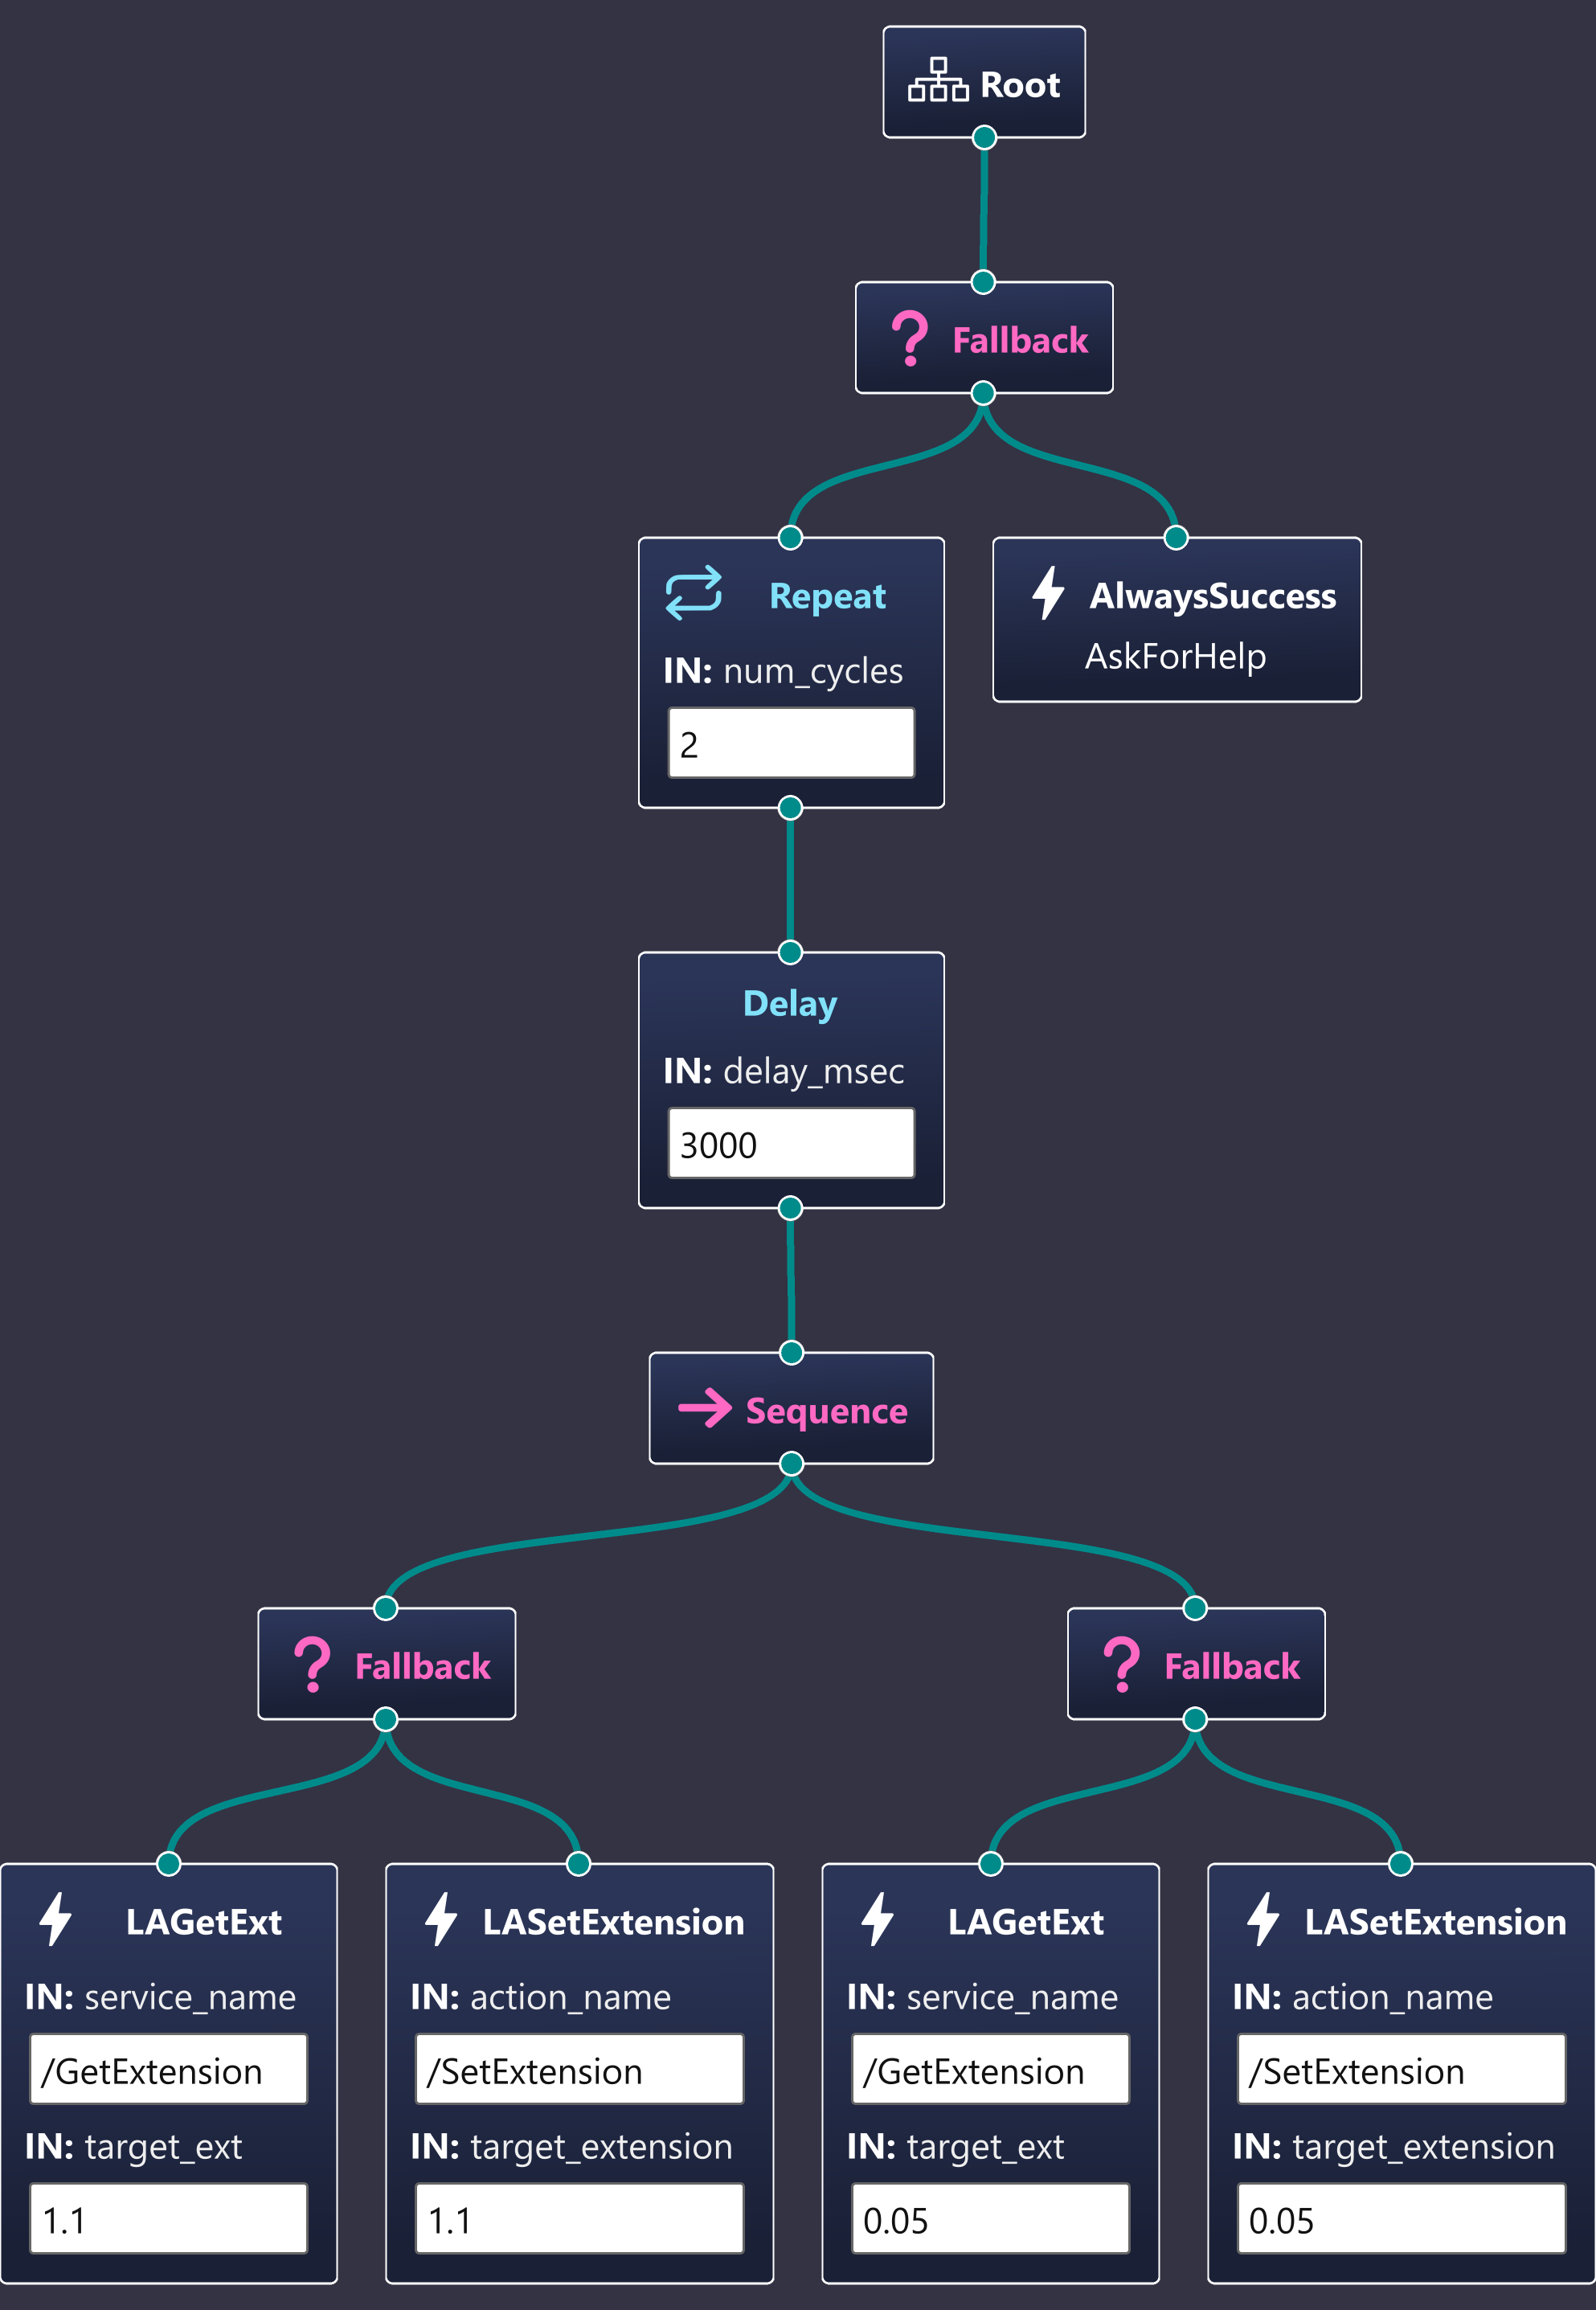 Root
Fallback
Repeat
IN: num_cycles
2
AlwaysSuccess
AskForHelp
Delay
IN: delay_msec
3000
Sequence
Fallback
Fallback
LAGetExt
IN: service_name
/GetExtension
IN: target_ext
1.1
LASetExtension
IN: action_name
/SetExtension
IN: target_extension
1.1
LAGetExt
IN: service_name
/GetExtension
IN: target_ext
0.05
LASetExtension
IN: action_name
/SetExtension
IN: target_extension
0.05